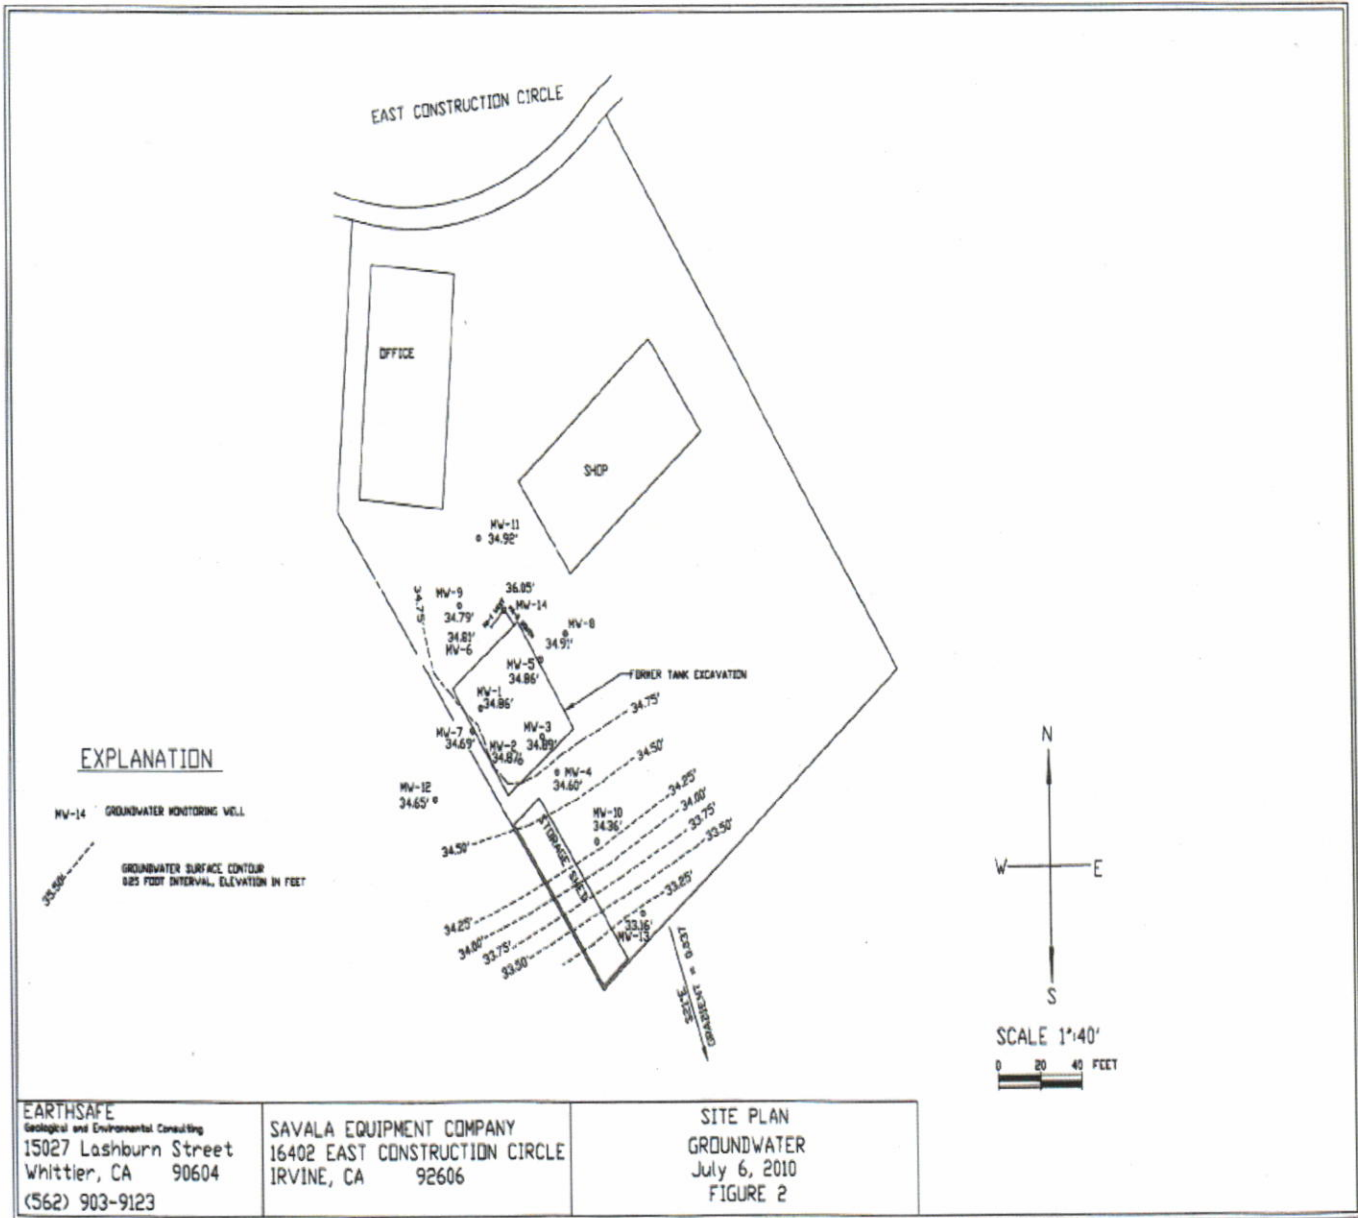 EAST CONSTRUCTION CIRCLE
OFFICE
SHOP
MW-11
34.92'
36.05'
MW-14
MW-9
34.79'
34.75'
34.81'
MW-6
MW-8
34.91'
MW-5
34.86'
FORMER TANK EXCAVATION
MW-1
34.86'
34.75'
MW-7
34.69'
MW-3
34.89'
MW-2
34.87'
34.50'
MW-4
34.60'
34.25'
MW-12
34.65'
34.00'
MW-10
34.36'
33.75'
33.50'
34.50'
STORAGE SHED
33.25'
34.25'
34.00'
33.75'
33.50'
33.16'
MW-13
GRADIENT = 0.037
S21°E
EXPLANATION
MW-14 GROUNDWATER MONITORING WELL
35.50'
GROUNDWATER SURFACE CONTOUR
0.25 FOOT INTERVAL, ELEVATION IN FEET
N
W E
S
SCALE 1":40'
0 20 40 FEET
EARTHSAFE
Geological and Environmental Consulting
15027 Lashburn Street
Whittier, CA 90604
(562) 903-9123
SAVALA EQUIPMENT COMPANY
16402 EAST CONSTRUCTION CIRCLE
IRVINE, CA 92606
SITE PLAN
GROUNDWATER
July 6, 2010
FIGURE 2